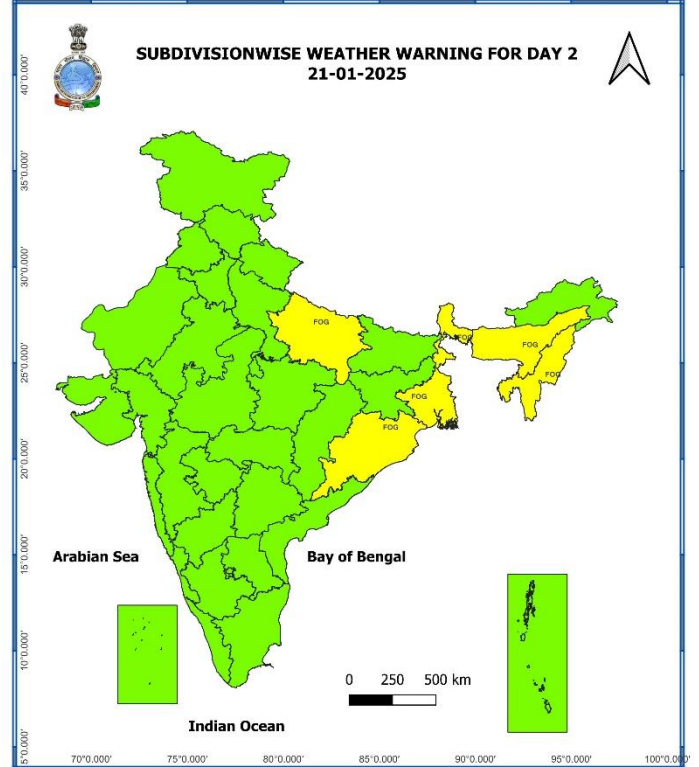 SUBDIVISIONWISE WEATHER WARNING FOR DAY 2
21-01-2025
40°0.000'
35°0.000'
30°0.000'
25°0.000'
20°0.000'
15°0.000'
10°0.000'
5°0.000'
FOG
FOG
FOG
FOG
FOG
FOG
Arabian Sea
Bay of Bengal
0 250 500 km
Indian Ocean
70°0.000' 75°0.000' 80°0.000' 85°0.000' 90°0.000' 95°0.000' 100°0.000'